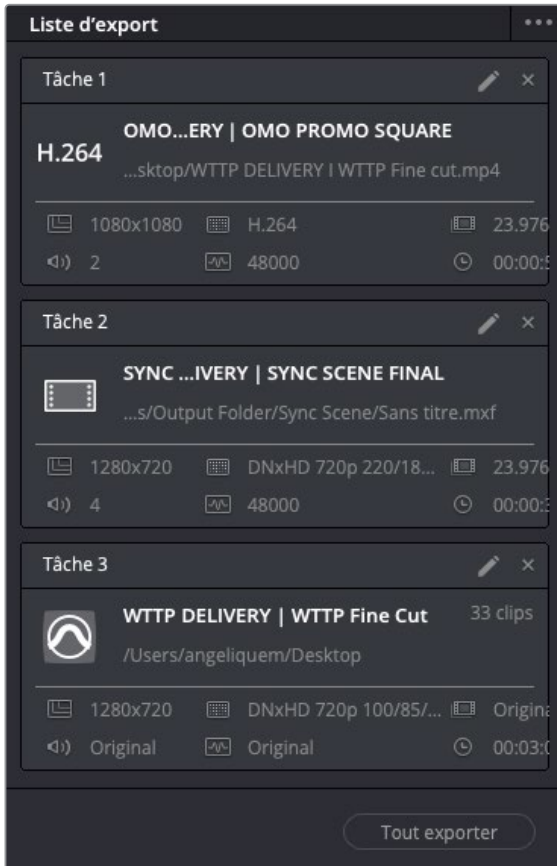 Liste d’export
Tâche 1
H.264
OMO...ERY | OMO PROMO SQUARE
...sktop/WTTP DELIVERY I WTTP Fine cut.mp4
1080x1080 H.264 23.976
2 48000 00:00:
Tâche 2
SYNC ...IVERY | SYNC SCENE FINAL
...s/Output Folder/Sync Scene/Sans titre.mxf
1280x720 DNxHD 720p 220/18... 23.976
4 48000 00:00:
Tâche 3
WTTP DELIVERY | WTTP Fine Cut 33 clips
/Users/angeliquem/Desktop
1280x720 DNxHD 720p 100/85/... Origina
Original Original 00:03:
Tout exporter